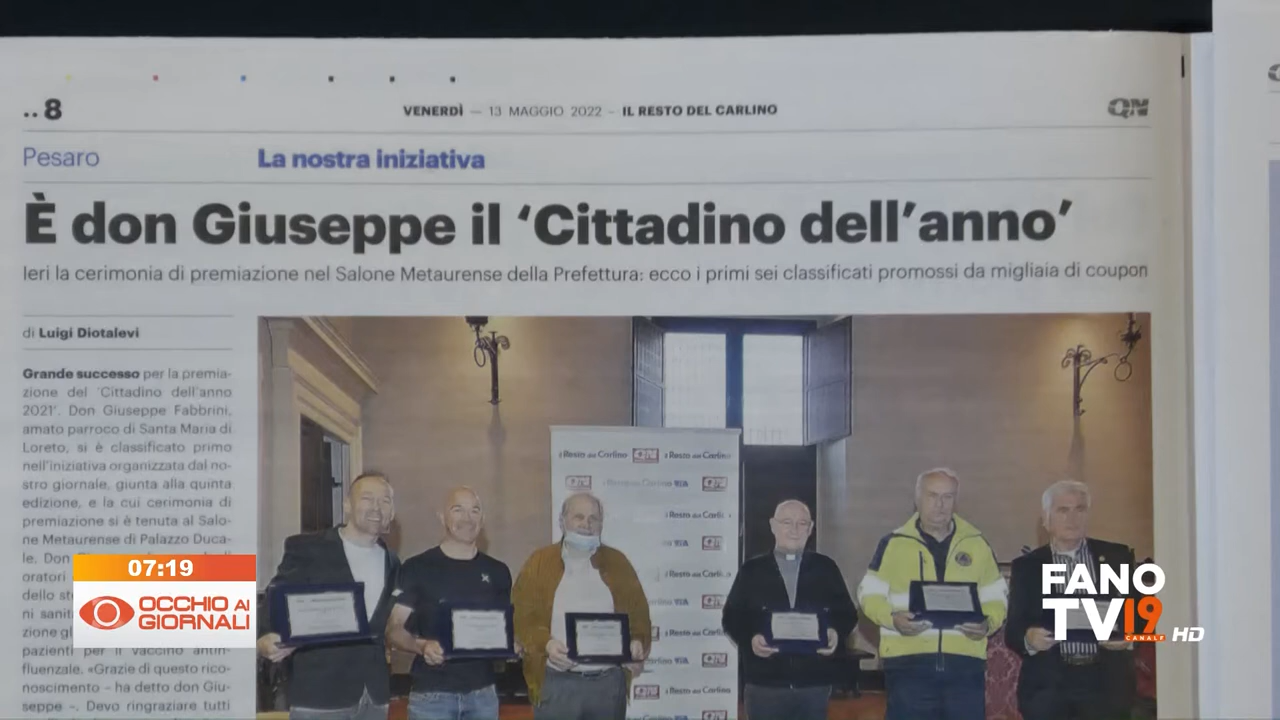 .. 8
VENERDÌ — 13 MAGGIO 2022 – IL RESTO DEL CARLINO
QN
Pesaro
La nostra iniziativa
È don Giuseppe il ‘Cittadino dell’anno’
Ieri la cerimonia di premiazione nel Salone Metaurense della Prefettura: ecco i primi sei classificati promossi da migliaia di coupon
di Luigi Diotalevi
Grande successo per la premia-
zione del ‘Cittadino dell’anno
2021’. Don Giuseppe Fabbrini,
amato parroco di Santa Maria di
Loreto, si è classificato primo
nell’iniziativa organizzata dal no-
stro giornale, giunta alla quinta
edizione, e la cui cerimonia di
premiazione si è tenuta al Salo-
ne Metaurense di Palazzo Duca-
le. Don
oratori
dello
ni
zione
pazienti per il vaccino antin-
fluenzale. «Grazie di questo rico-
noscimento – ha detto don Giu-
seppe –. Devo ringraziare tutti
il Resto del Carlino QN il Resto del Carlino
07:19
OCCHIO AI
GIORNALI
FANO
TV19
CANALE HD